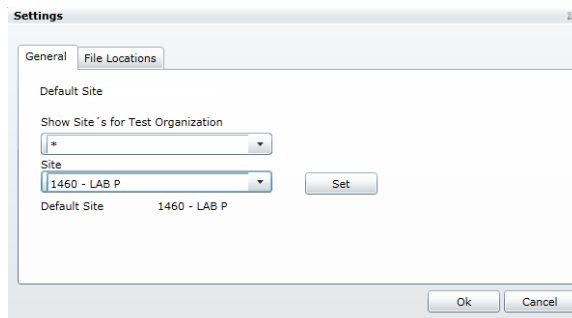 Settings
General File Locations
Default Site
Show Site´s for Test Organization
*
Site
1460 - LAB P
Set
Default Site 1460 - LAB P
Ok Cancel